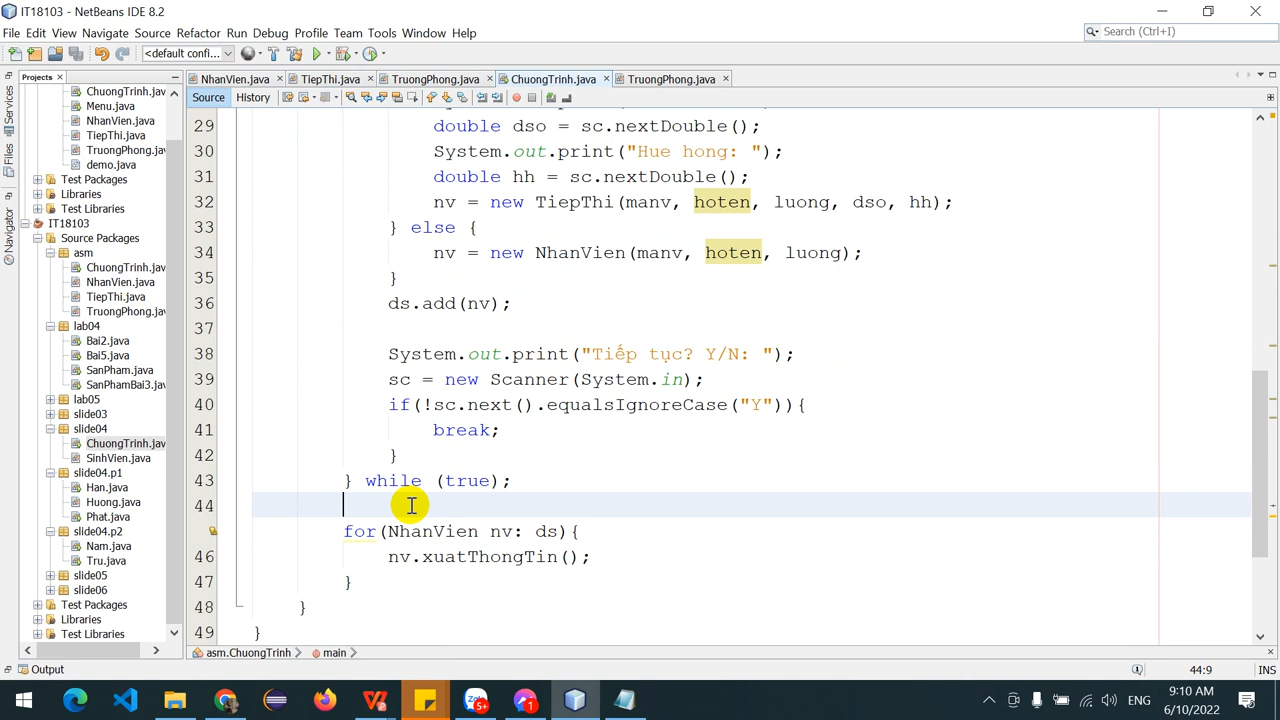 IT18103 - NetBeans IDE 8.2
File Edit View Navigate Source Refactor Run Debug Profile Team Tools Window Help
Search (Ctrl+I)
<default confi...
Projects
NhanVien.java TiepThi.java TruongPhong.java ChuongTrinh.java TruongPhong.java
Source History
Services
Files
Navigator
ChuongTrinh.java
Menu.java
NhanVien.java
TiepThi.java
TruongPhong.java
demo.java
Test Packages
Libraries
Test Libraries
IT18103
Source Packages
asm
ChuongTrinh.java
NhanVien.java
TiepThi.java
TruongPhong.java
lab04
Bai2.java
Bai5.java
SanPham.java
SanPhamBai3.java
lab05
slide03
slide04
ChuongTrinh.java
SinhVien.java
slide04.p1
Han.java
Huong.java
Phat.java
slide04.p2
Nam.java
Tru.java
slide05
slide06
Test Packages
Libraries
Test Libraries
29 double dso = sc.nextDouble();
30 System.out.print("Hue hong: ");
31 double hh = sc.nextDouble();
32 nv = new TiepThi(manv, hoten, luong, dso, hh);
33 } else {
34 nv = new NhanVien(manv, hoten, luong);
35 }
36 ds.add(nv);
37
38 System.out.print("Tiếp tục? Y/N: ");
39 sc = new Scanner(System.in);
40 if(!sc.next().equalsIgnoreCase("Y")){
41 break;
42 }
43 } while (true);
44
for(NhanVien nv: ds){
46 nv.xuatThongTin();
47 }
48 }
49 }
asm.ChuongTrinh main
Output
44:9 INS
5+
1
ENG
9:10 AM
6/10/2022